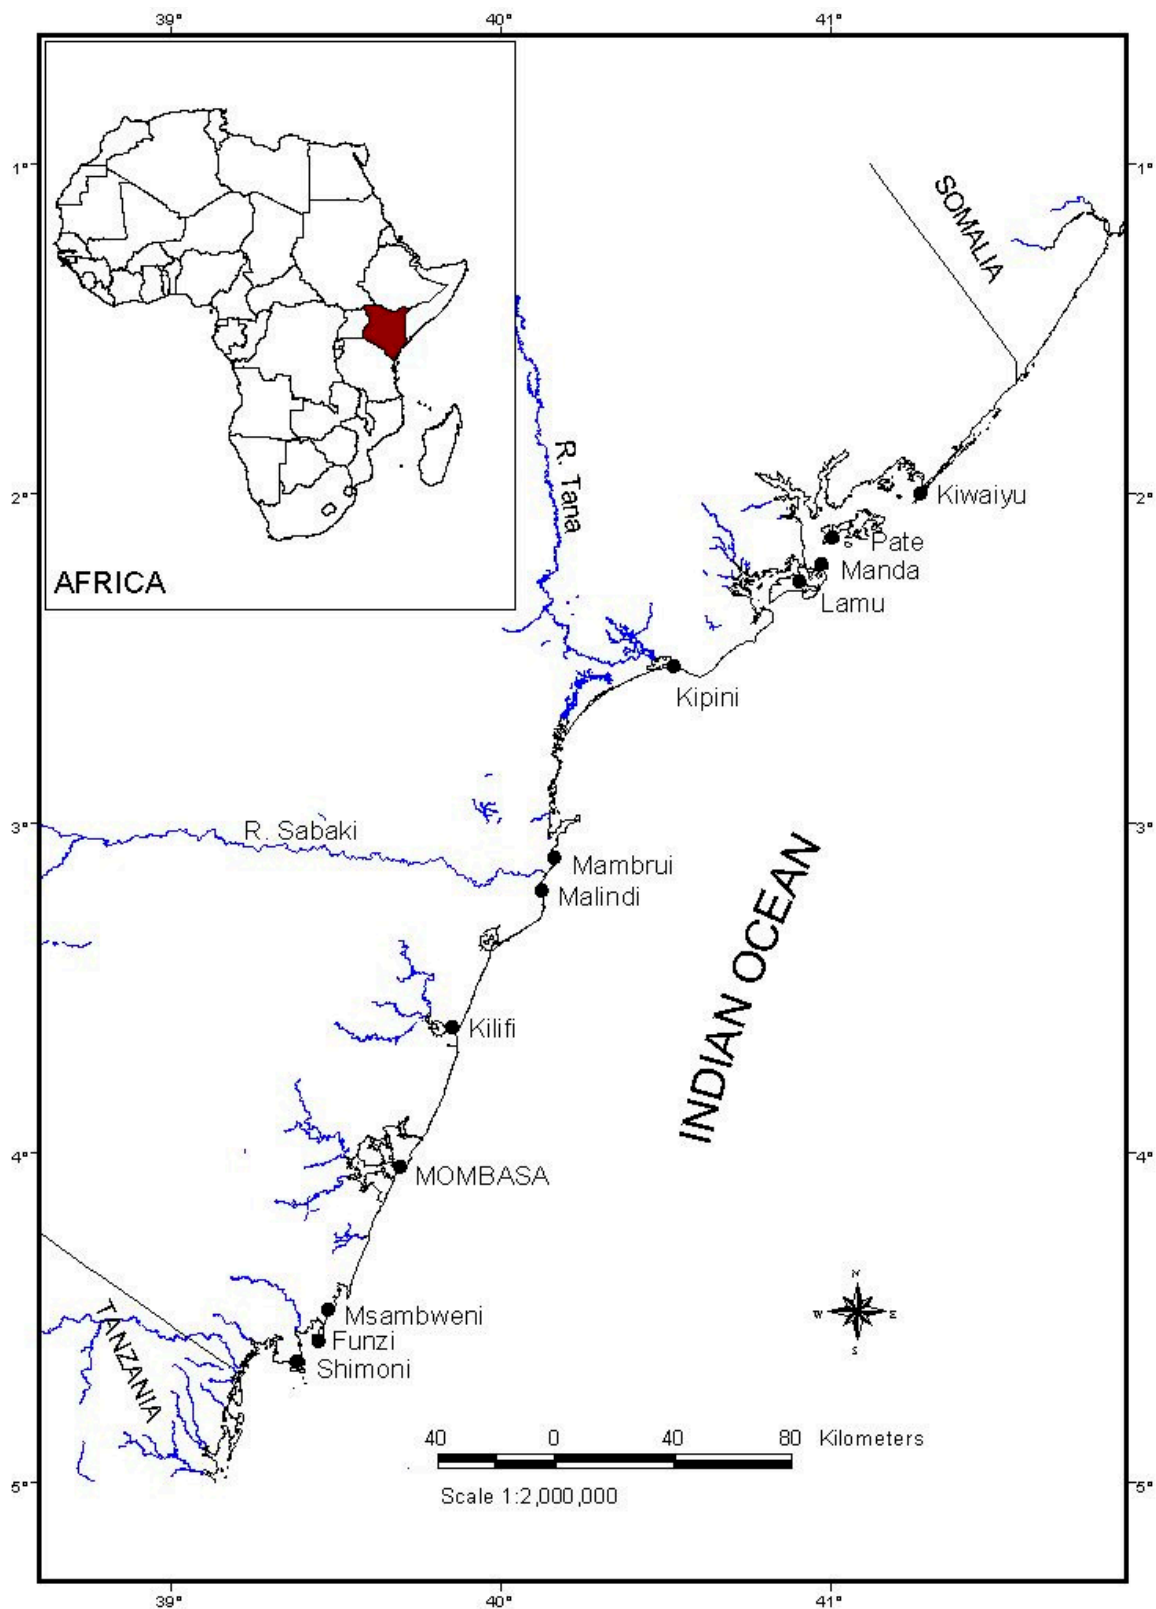 39°
40°
41°
1°
1°
SOMALIA
R. Tana
2°
2°
Kiwaiyu
Pate
Manda
Lamu
AFRICA
Kipini
3°
3°
R. Sabaki
Mambrui
Malindi
INDIAN OCEAN
Kilifi
4°
4°
MOMBASA
N
W
E
S
Msambweni
Funzi
Shimoni
TANZANIA
40 0 40 80 Kilometers
5°
5°
Scale 1:2,000,000
39°
40°
41°